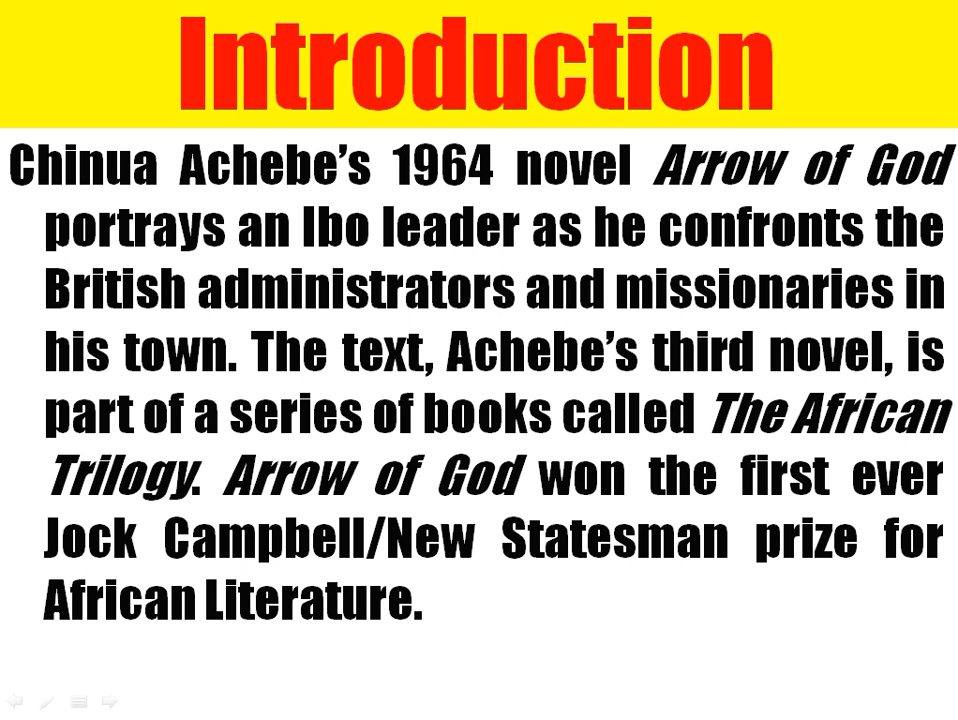 Introduction
Chinua Achebe’s 1964 novel Arrow of God
portrays an Ibo leader as he confronts the
British administrators and missionaries in
his town. The text, Achebe’s third novel, is
part of a series of books called The African
Trilogy. Arrow of God won the first ever
Jock Campbell/New Statesman prize for
African Literature.